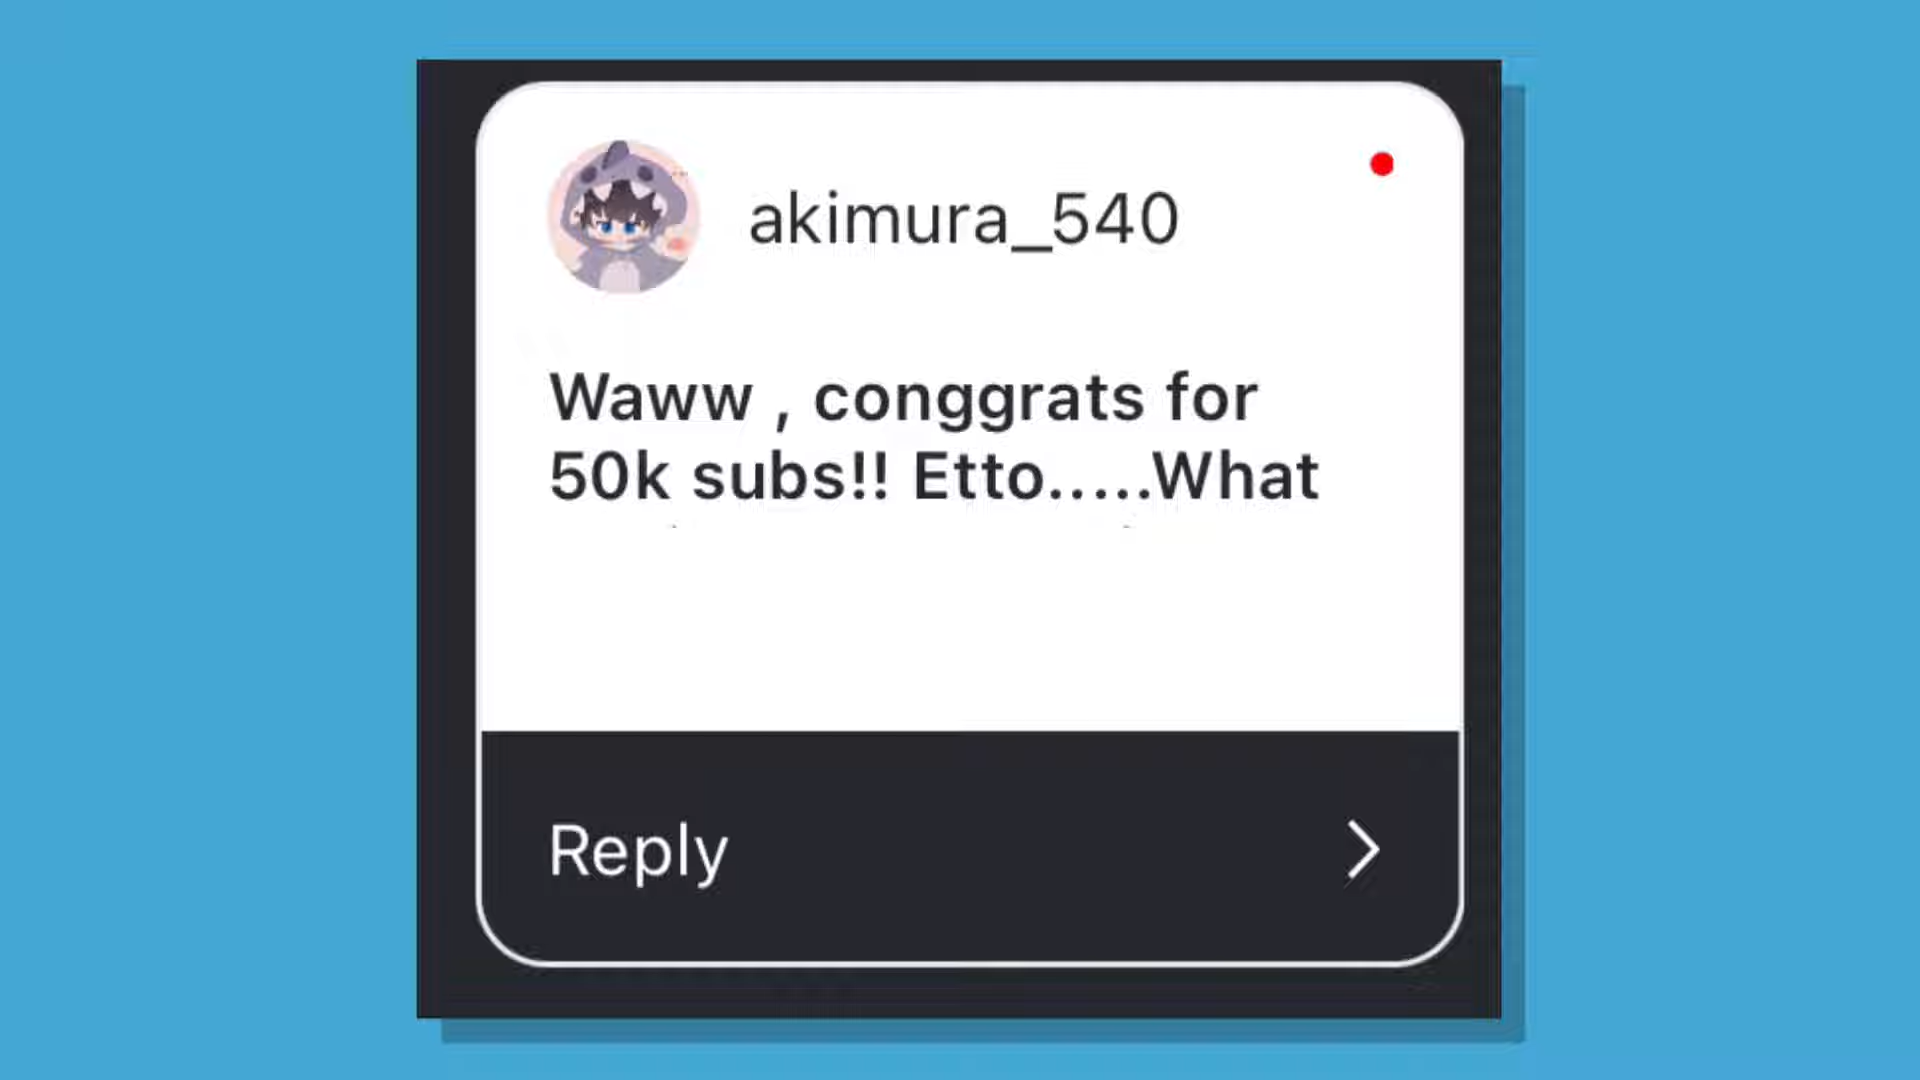 akimura_540
Waww , conggrats for
50k subs!! Etto.....What
Reply